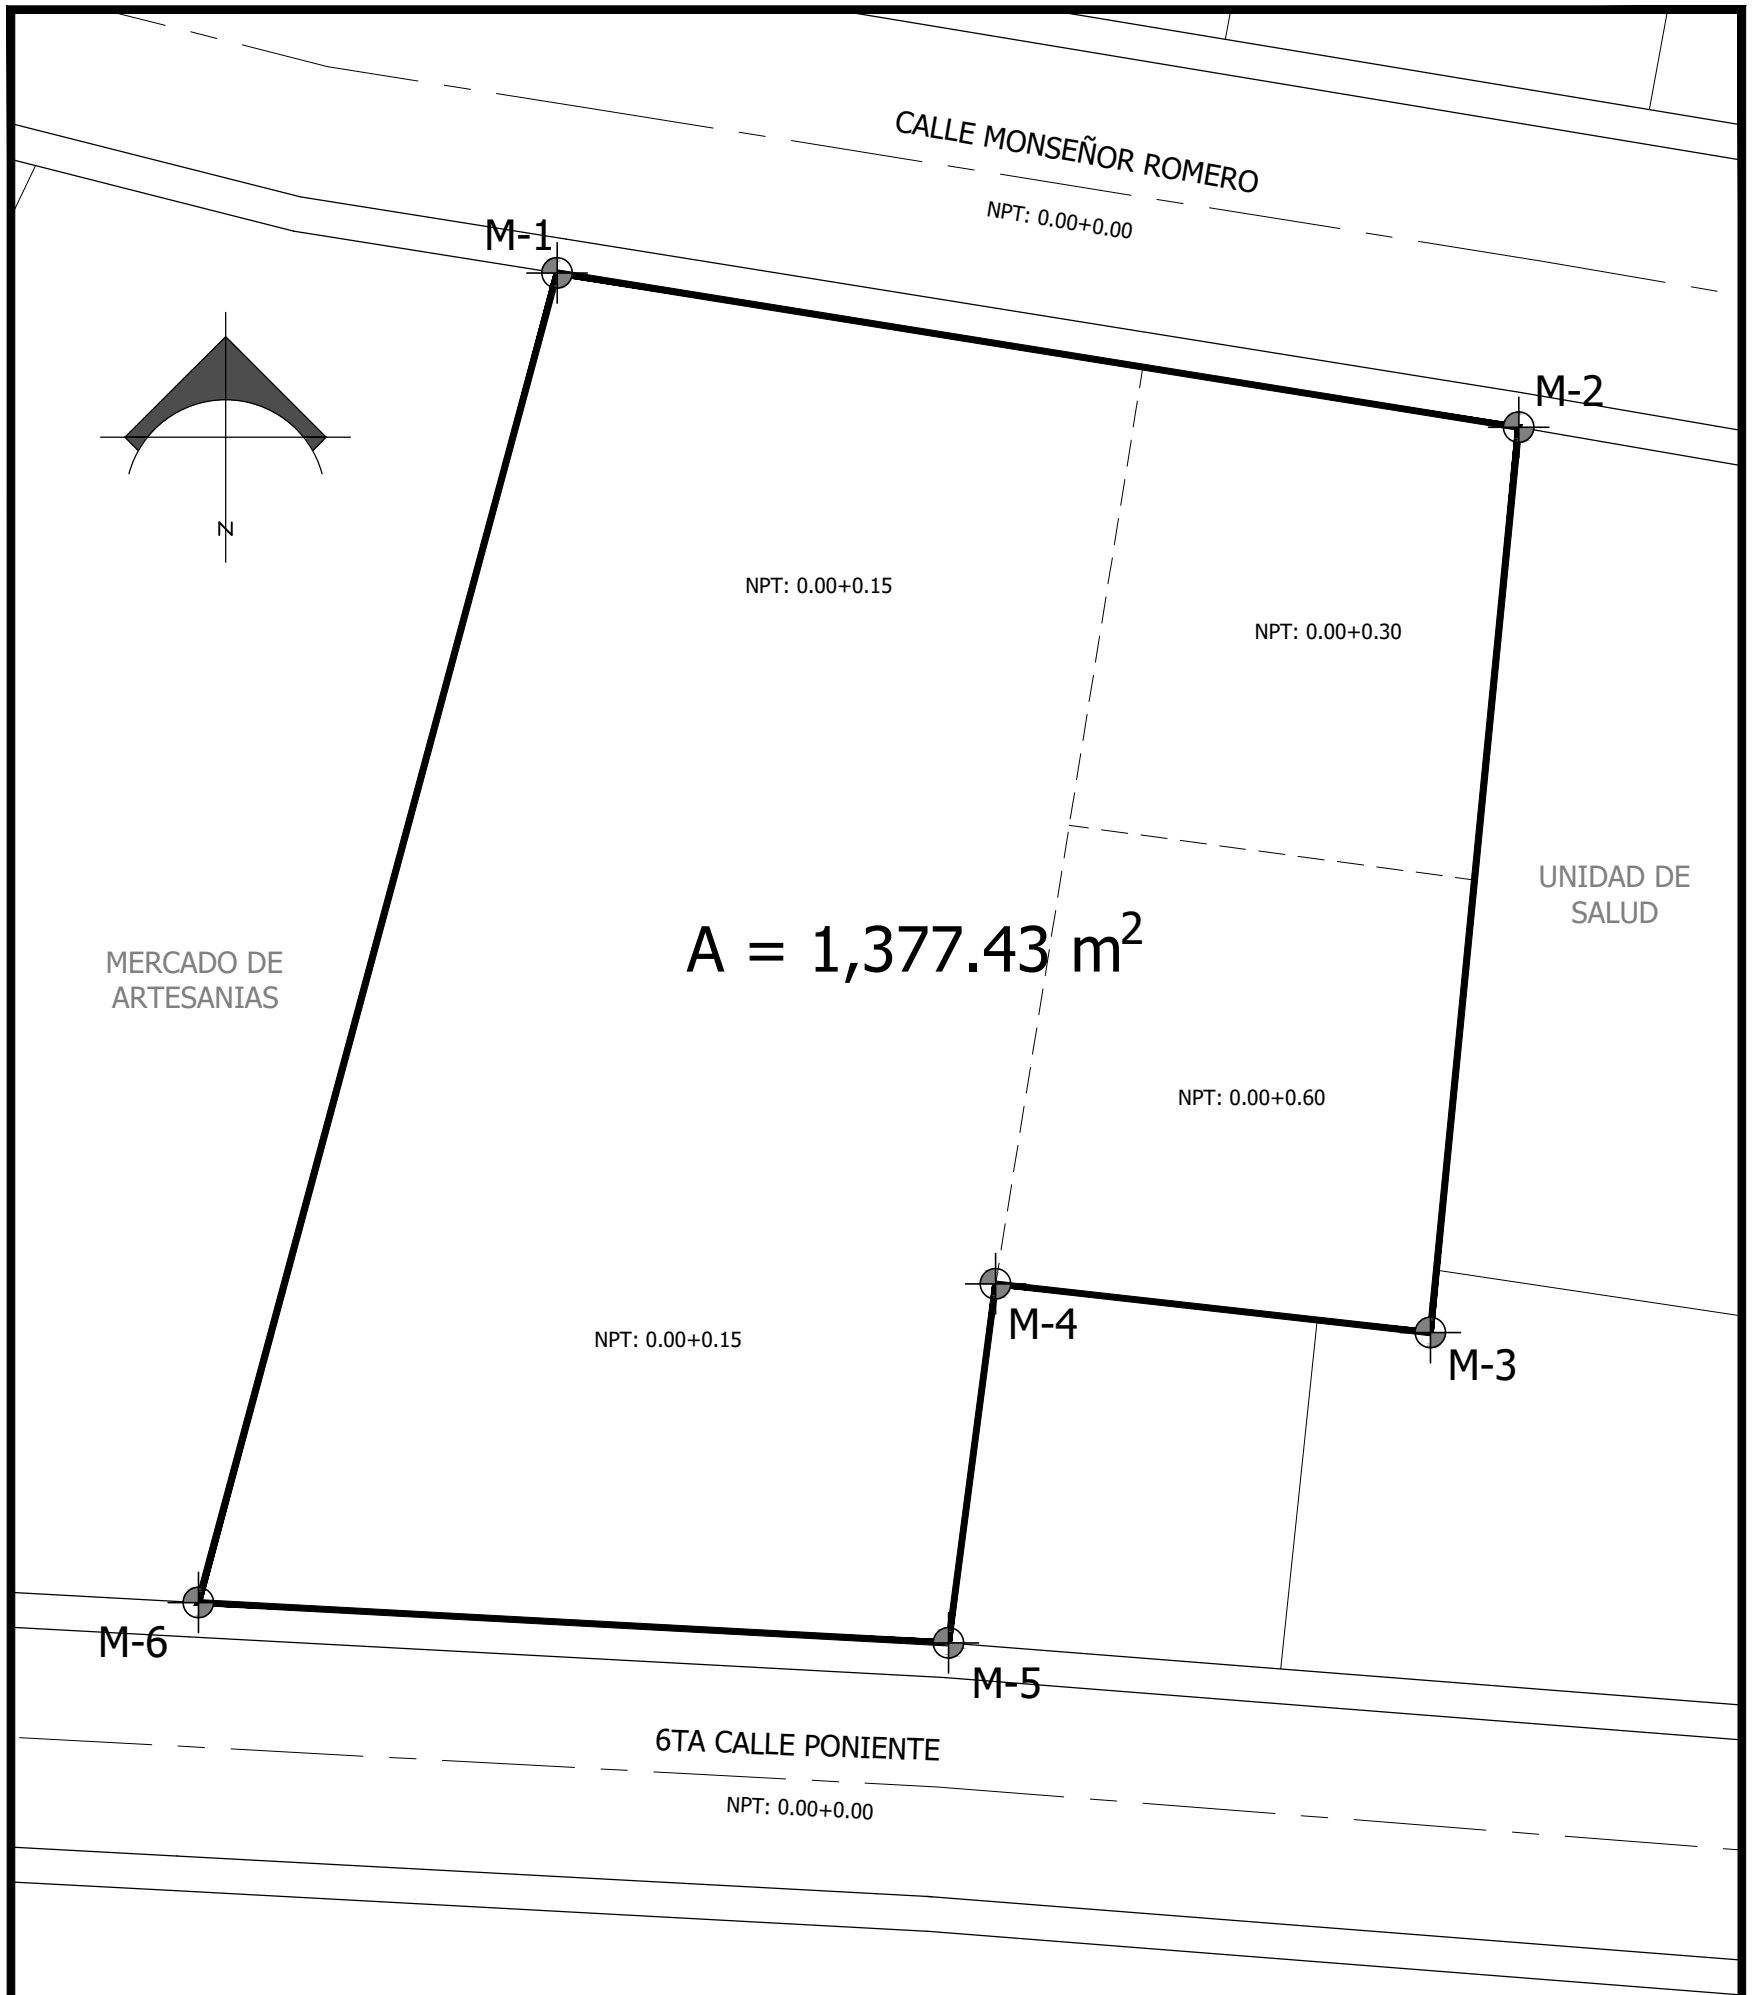 CALLE MONSEÑOR ROMERO
NPT: 0.00+0.00
M-1
M-2
N
NPT: 0.00+0.15
NPT: 0.00+0.30
UNIDAD DE
SALUD
A = 1,377.43 m²
MERCADO DE
ARTESANIAS
NPT: 0.00+0.60
M-4
NPT: 0.00+0.15
M-3
M-6
M-5
6TA CALLE PONIENTE
NPT: 0.00+0.00